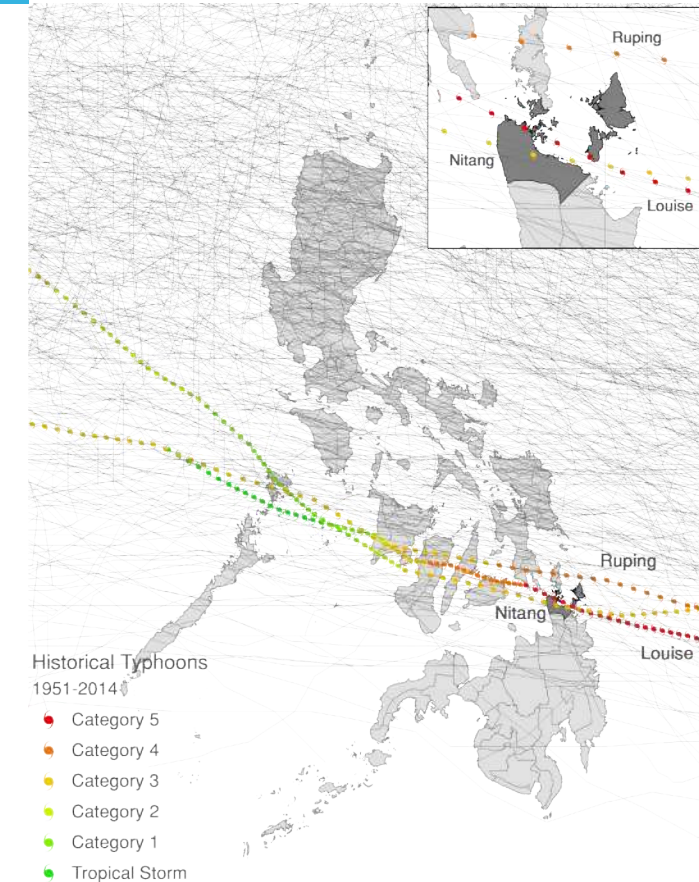 Ruping
Nitang
Louise
Ruping
Nitang
Louise
Historical Typhoons
1951-2014
Category 5
Category 4
Category 3
Category 2
Category 1
Tropical Storm